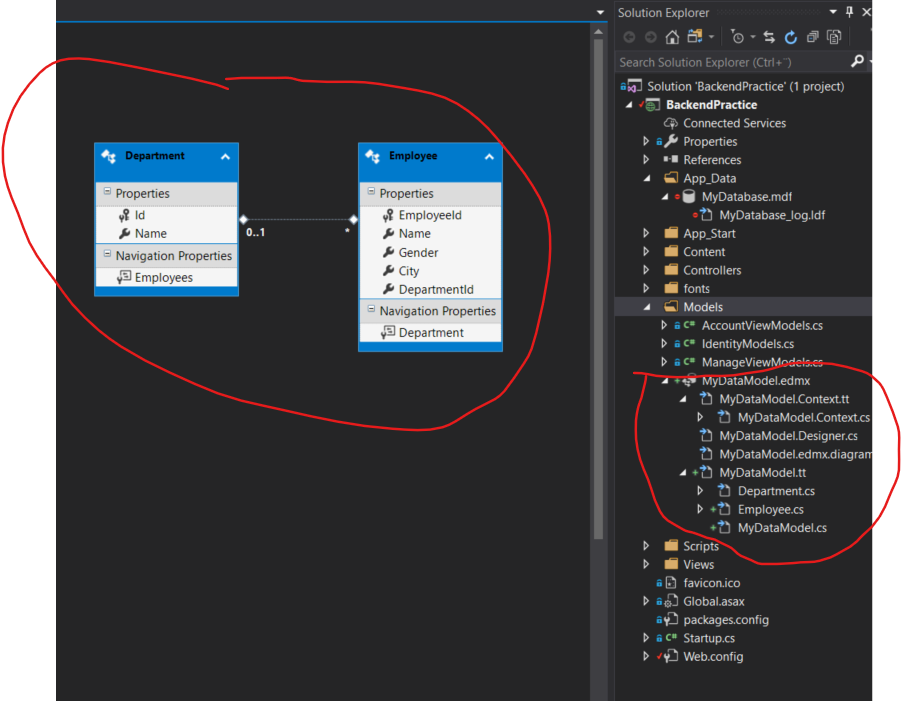 Department
Properties
Id
Name
Navigation Properties
Employees
0..1
*
Employee
Properties
EmployeeId
Name
Gender
City
DepartmentId
Navigation Properties
Department
Solution Explorer
Search Solution Explorer (Ctrl+¨)
Solution 'BackendPractice' (1 project)
BackendPractice
Connected Services
Properties
References
App_Data
MyDatabase.mdf
MyDatabase_log.ldf
App_Start
Content
Controllers
fonts
Models
AccountViewModels.cs
IdentityModels.cs
ManageViewModels.cs
MyDataModel.edmx
MyDataModel.Context.tt
MyDataModel.Context.cs
MyDataModel.Designer.cs
MyDataModel.edmx.diagram
MyDataModel.tt
Department.cs
Employee.cs
MyDataModel.cs
Scripts
Views
favicon.ico
Global.asax
packages.config
Startup.cs
Web.config